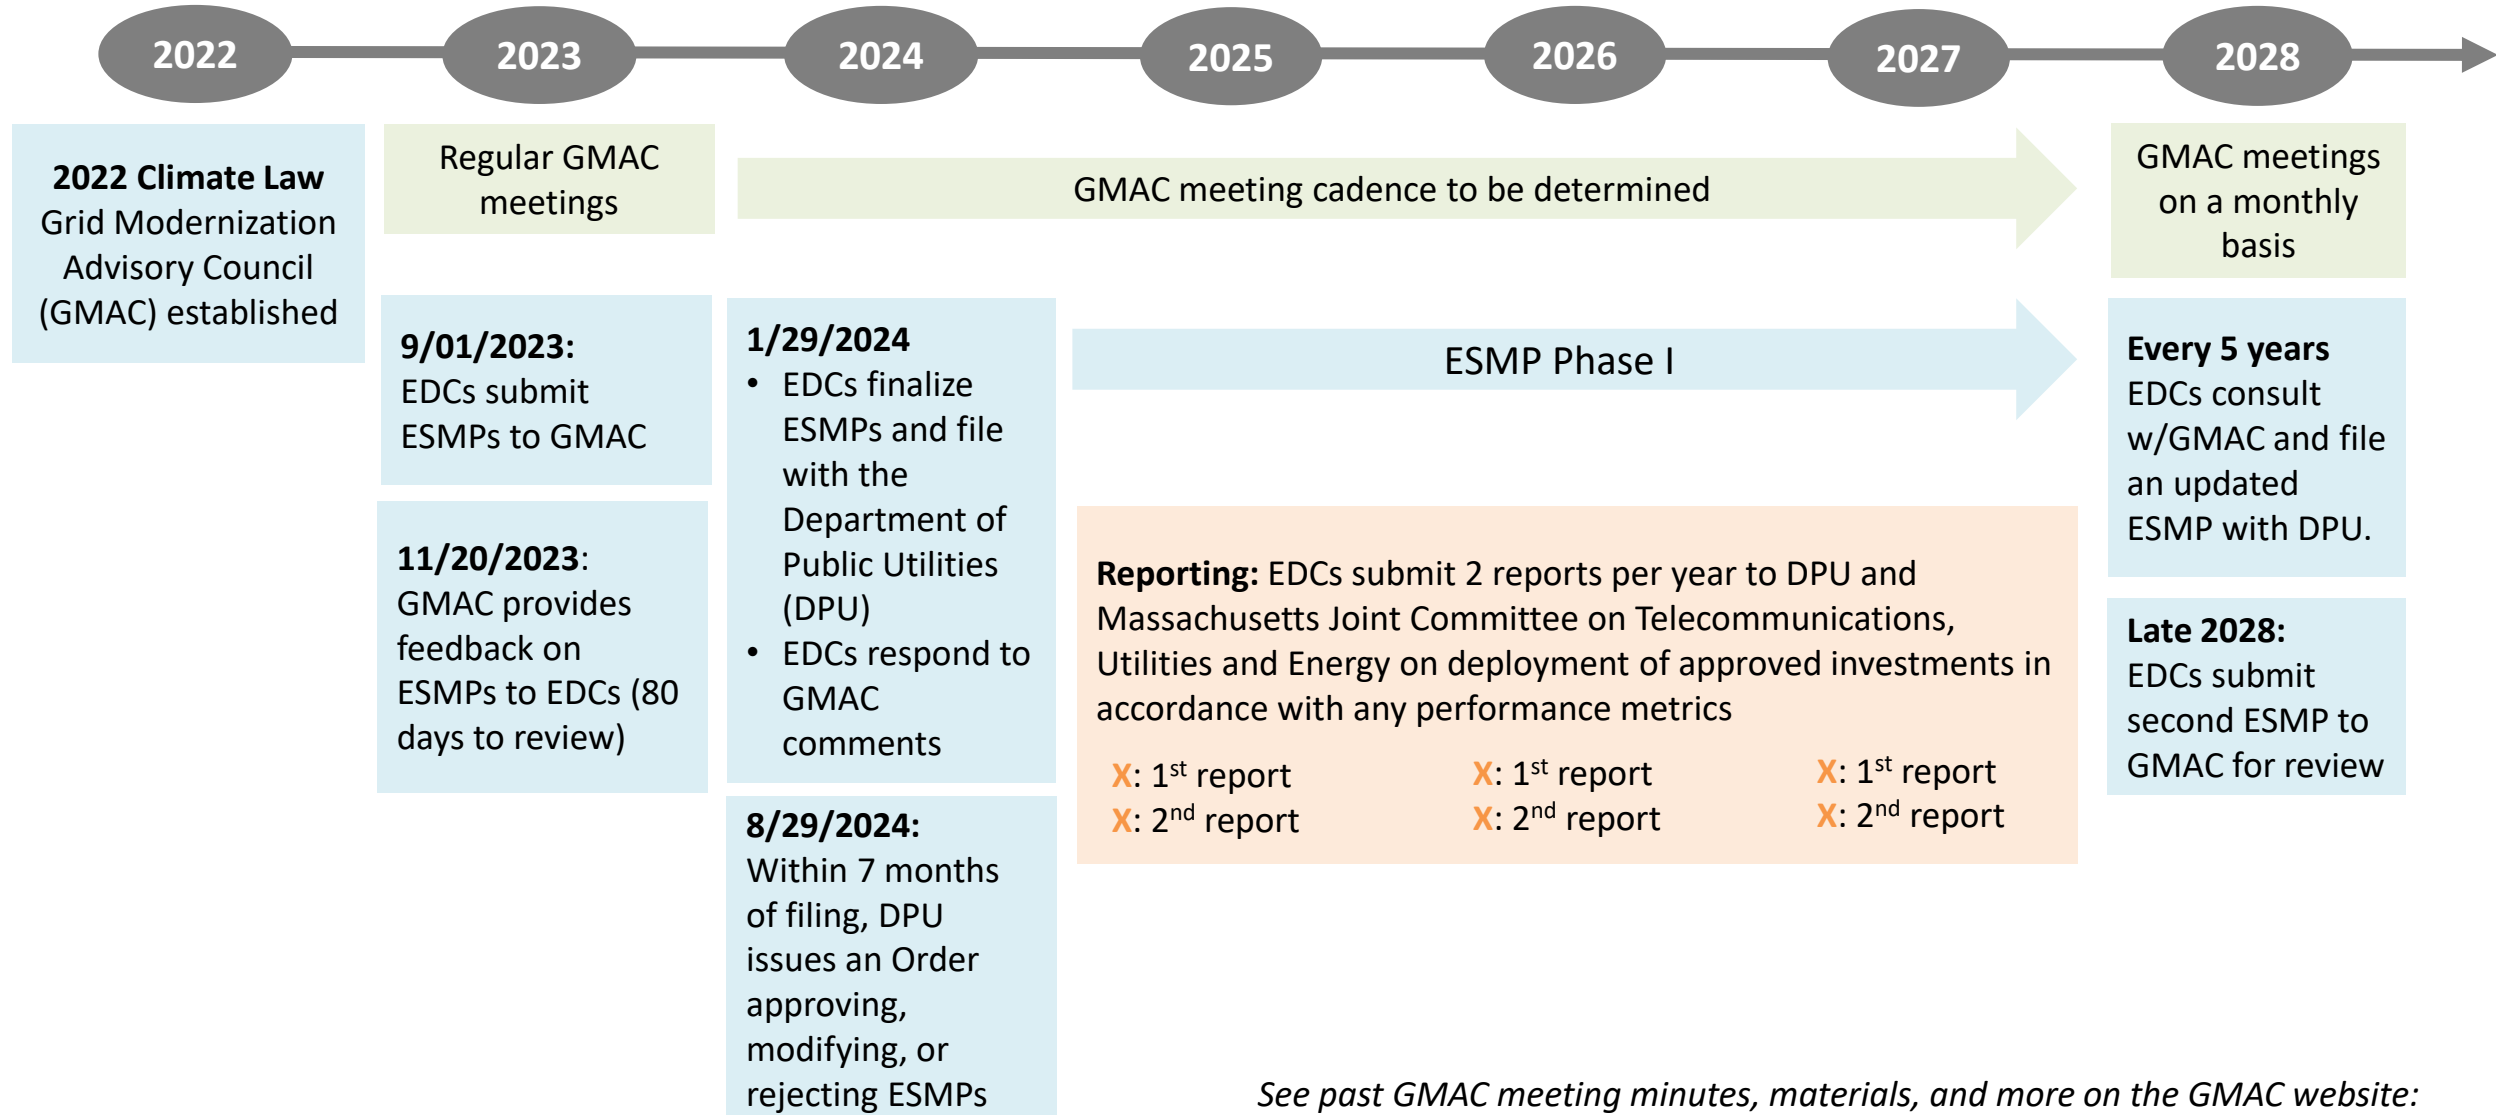 2022
2023
2024
2025
2026
2027
2028
2022 Climate Law
Grid Modernization
Advisory Council
(GMAC) established
Regular GMAC
meetings
GMAC meeting cadence to be determined
GMAC meetings
on a monthly
basis
9/01/2023:
EDCs submit
ESMPs to GMAC
11/20/2023:
GMAC provides
feedback on
ESMPs to EDCs (80
days to review)
1/29/2024
• EDCs finalize
ESMPs and file
with the
Department of
Public Utilities
(DPU)
• EDCs respond to
GMAC
comments
8/29/2024:
Within 7 months
of filing, DPU
issues an Order
approving,
modifying, or
rejecting ESMPs
ESMP Phase I
Reporting: EDCs submit 2 reports per year to DPU and
Massachusetts Joint Committee on Telecommunications,
Utilities and Energy on deployment of approved investments in
accordance with any performance metrics
X: 1st report
X: 2nd report
X: 1st report
X: 2nd report
X: 1st report
X: 2nd report
Every 5 years
EDCs consult
w/GMAC and file
an updated
ESMP with DPU.
Late 2028:
EDCs submit
second ESMP to
GMAC for review
See past GMAC meeting minutes, materials, and more on the GMAC website: